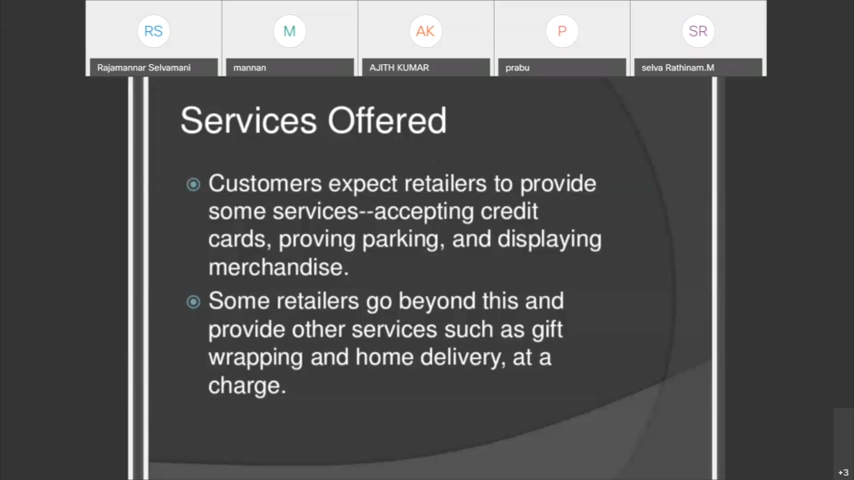 RS
M
AK
P
SR
Rajamannar Selvamani
mannan
AJITH KUMAR
prabu
selva Rathinam.M
Services Offered
Customers expect retailers to provide
some services--accepting credit
cards, proving parking, and displaying
merchandise.
Some retailers go beyond this and
provide other services such as gift
wrapping and home delivery, at a
charge.
+3